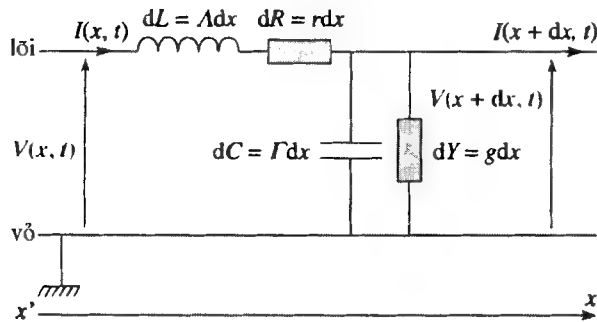 dL = Λdx dR = rdx
I(x, t) I(x + dx, t)
lõi
V(x, t) V(x + dx, t)
dC = Γdx dY = gdx
vỏ
x' x